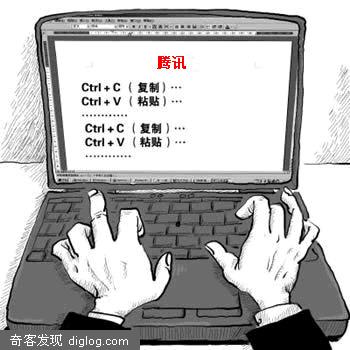 腾讯
Ctrl + C （ 复制 ）…
Ctrl + V （ 粘贴 ）…
…………
Ctrl + C （ 复制 ）…
Ctrl + V （ 粘贴 ）…
…………
奇客发现 diglog.com